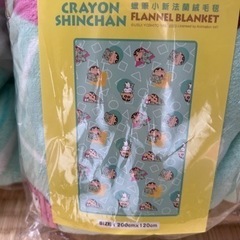 CRAYON
SHINCHAN
蠟筆小新法蘭絨毛毯
FLANNEL BLANKET
SIZE : 200cm x 120cm